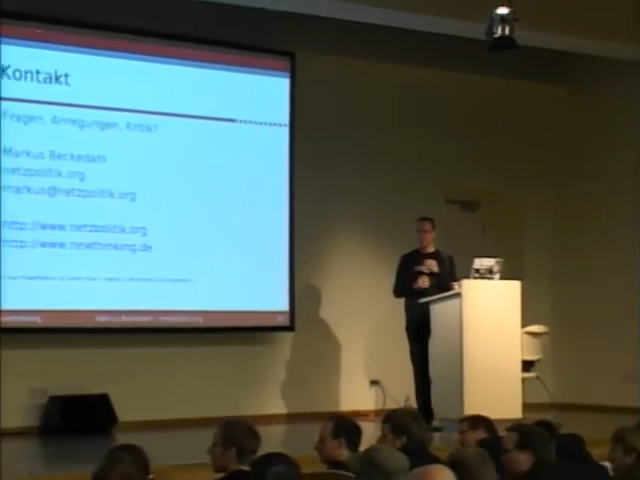 Kontakt
Fragen, Anregungen, Kritik?
Markus Beckedahl
netzpolitik.org
markus@netzpolitik.org
http://www.netzpolitik.org
http://www.newthinking.de